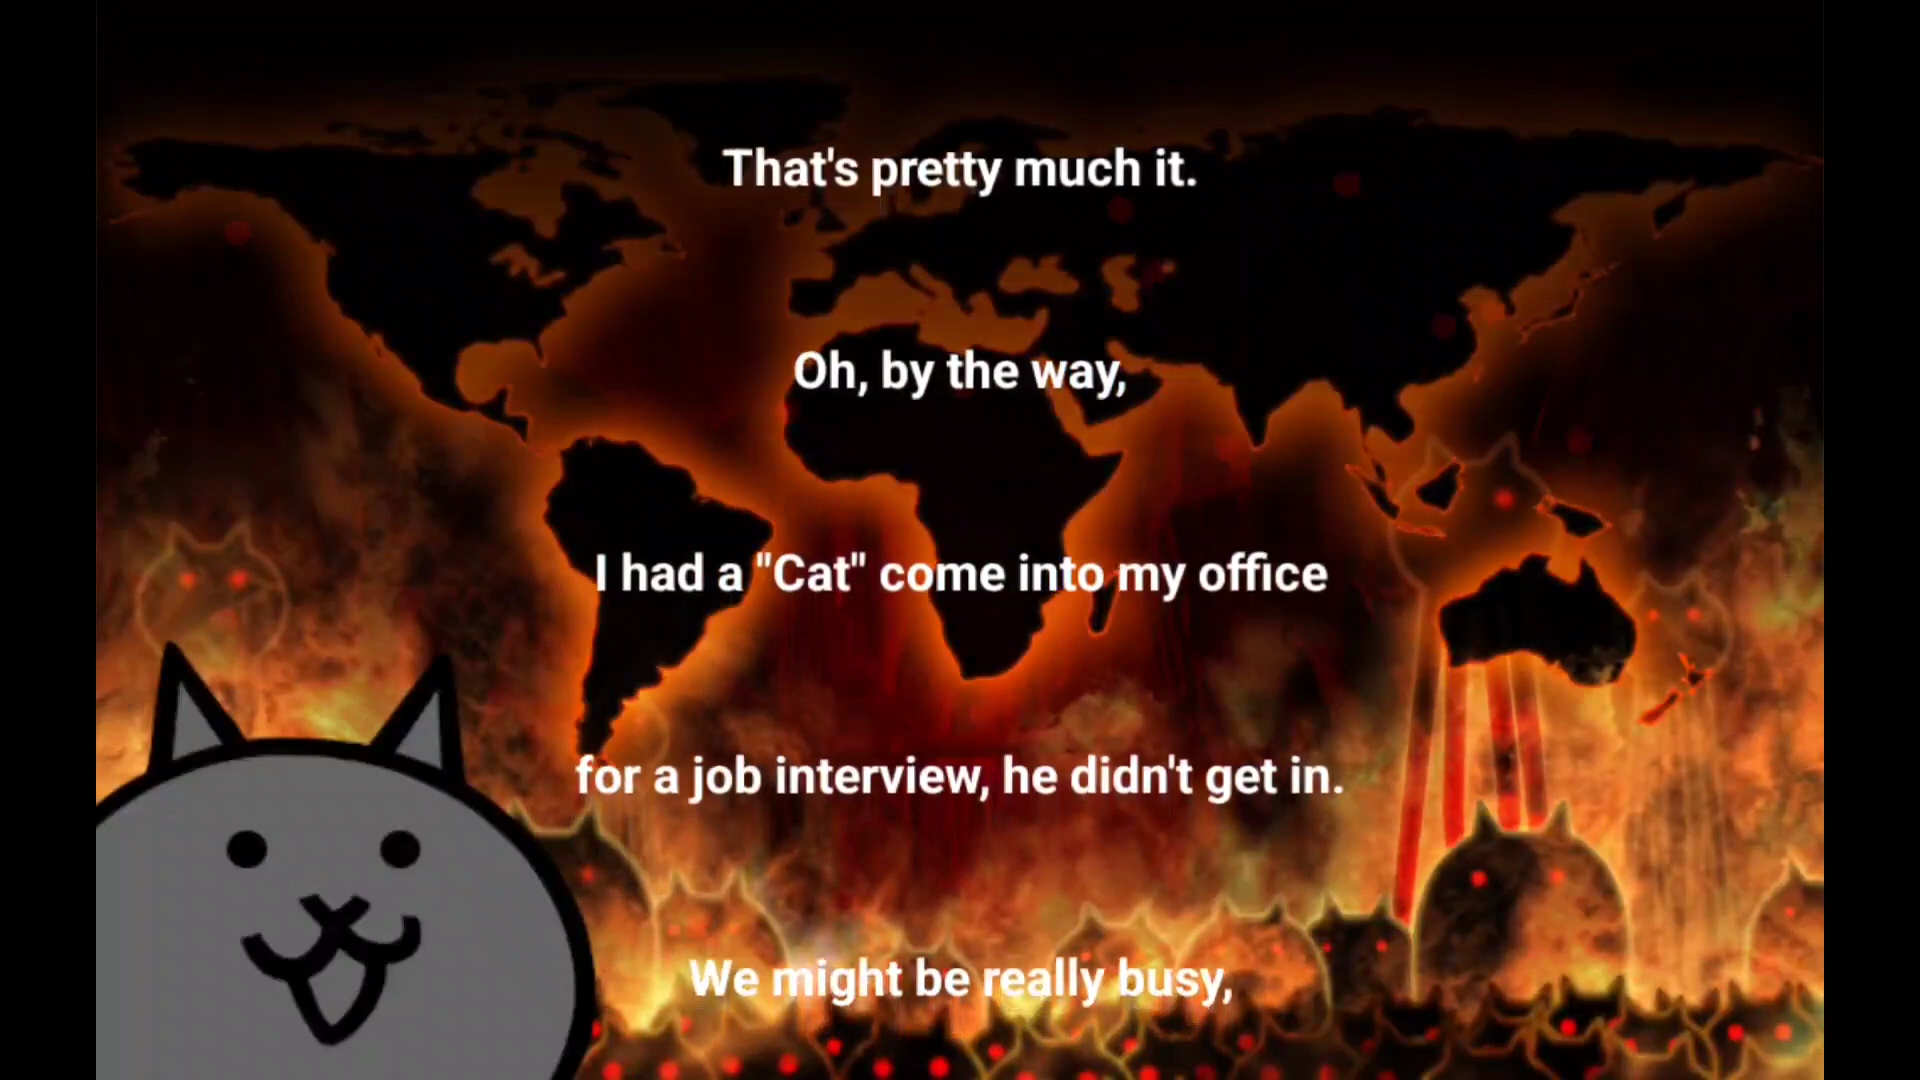 That's pretty much it.
Oh, by the way,
I had a "Cat" come into my office
for a job interview, he didn't get in.
We might be really busy,